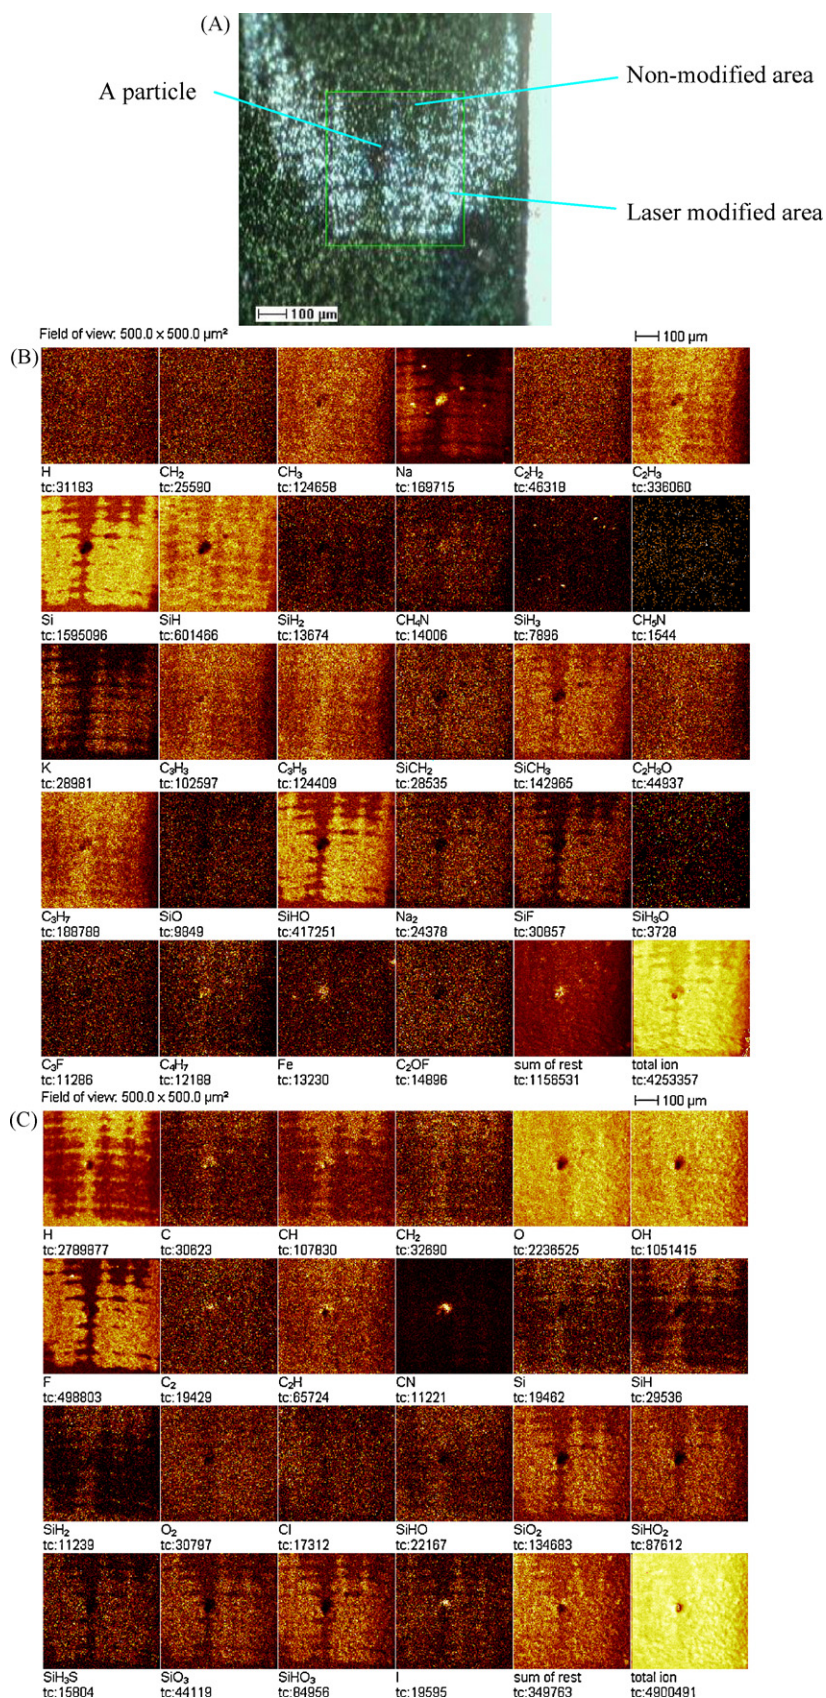 (A)
A particle
Non-modified area
Laser modified area
100 µm
Field of view: 500.0 x 500.0 µm²
100 µm
(B)
H CH₂ CH₃ Na C₂H₂ C₂H₃
tc:31183 tc:25590 tc:124658 tc:169715 tc:46318 tc:336060
Si SiH SiH₂ CH₄N SiH₃ CH₅N
tc:1595096 tc:601466 tc:13674 tc:14006 tc:7896 tc:1544
K C₃H₃ C₃H₅ SiCH₂ SiCH₃ C₂H₃O
tc:28981 tc:102597 tc:124409 tc:28535 tc:142965 tc:44937
C₃H₇ SiO SiHO Na₂ SiF SiH₃O
tc:188788 tc:9849 tc:417251 tc:24378 tc:30857 tc:3728
C₃F C₄H₇ Fe C₂OF sum of rest total ion
tc:11286 tc:12188 tc:13230 tc:14896 tc:1156531 tc:4253357
Field of view: 500.0 x 500.0 µm²
100 µm
(C)
H C CH CH₂ O OH
tc:2789877 tc:30623 tc:107830 tc:32690 tc:2236525 tc:1051415
F C₂ C₂H CN Si SiH
tc:498803 tc:19429 tc:65724 tc:11221 tc:19462 tc:29536
SiH₂ O₂ Cl SiHO SiO₂ SiHO₂
tc:11239 tc:30797 tc:17312 tc:22167 tc:134683 tc:87612
SiH₃S SiO₃ SiHO₃ I sum of rest total ion
tc:15804 tc:44119 tc:84956 tc:19595 tc:349763 tc:4900491